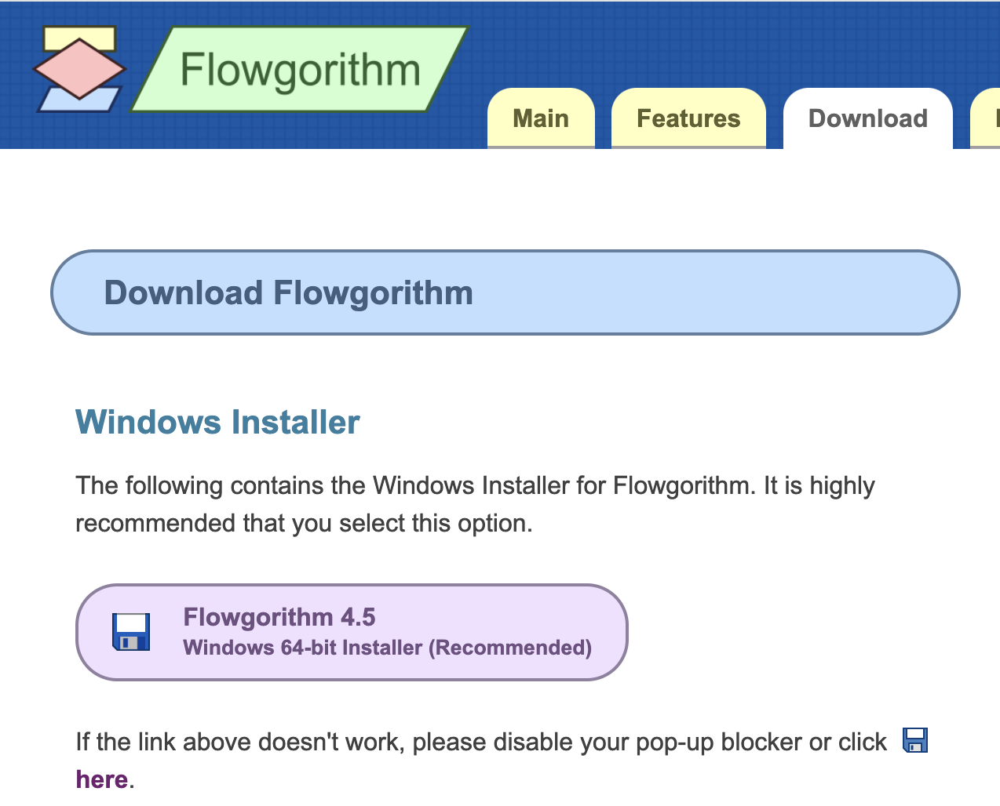 Flowgorithm
Main
Features
Download
Download Flowgorithm
Windows Installer
The following contains the Windows Installer for Flowgorithm. It is highly
recommended that you select this option.
Flowgorithm 4.5
Windows 64-bit Installer (Recommended)
If the link above doesn't work, please disable your pop-up blocker or click
here.